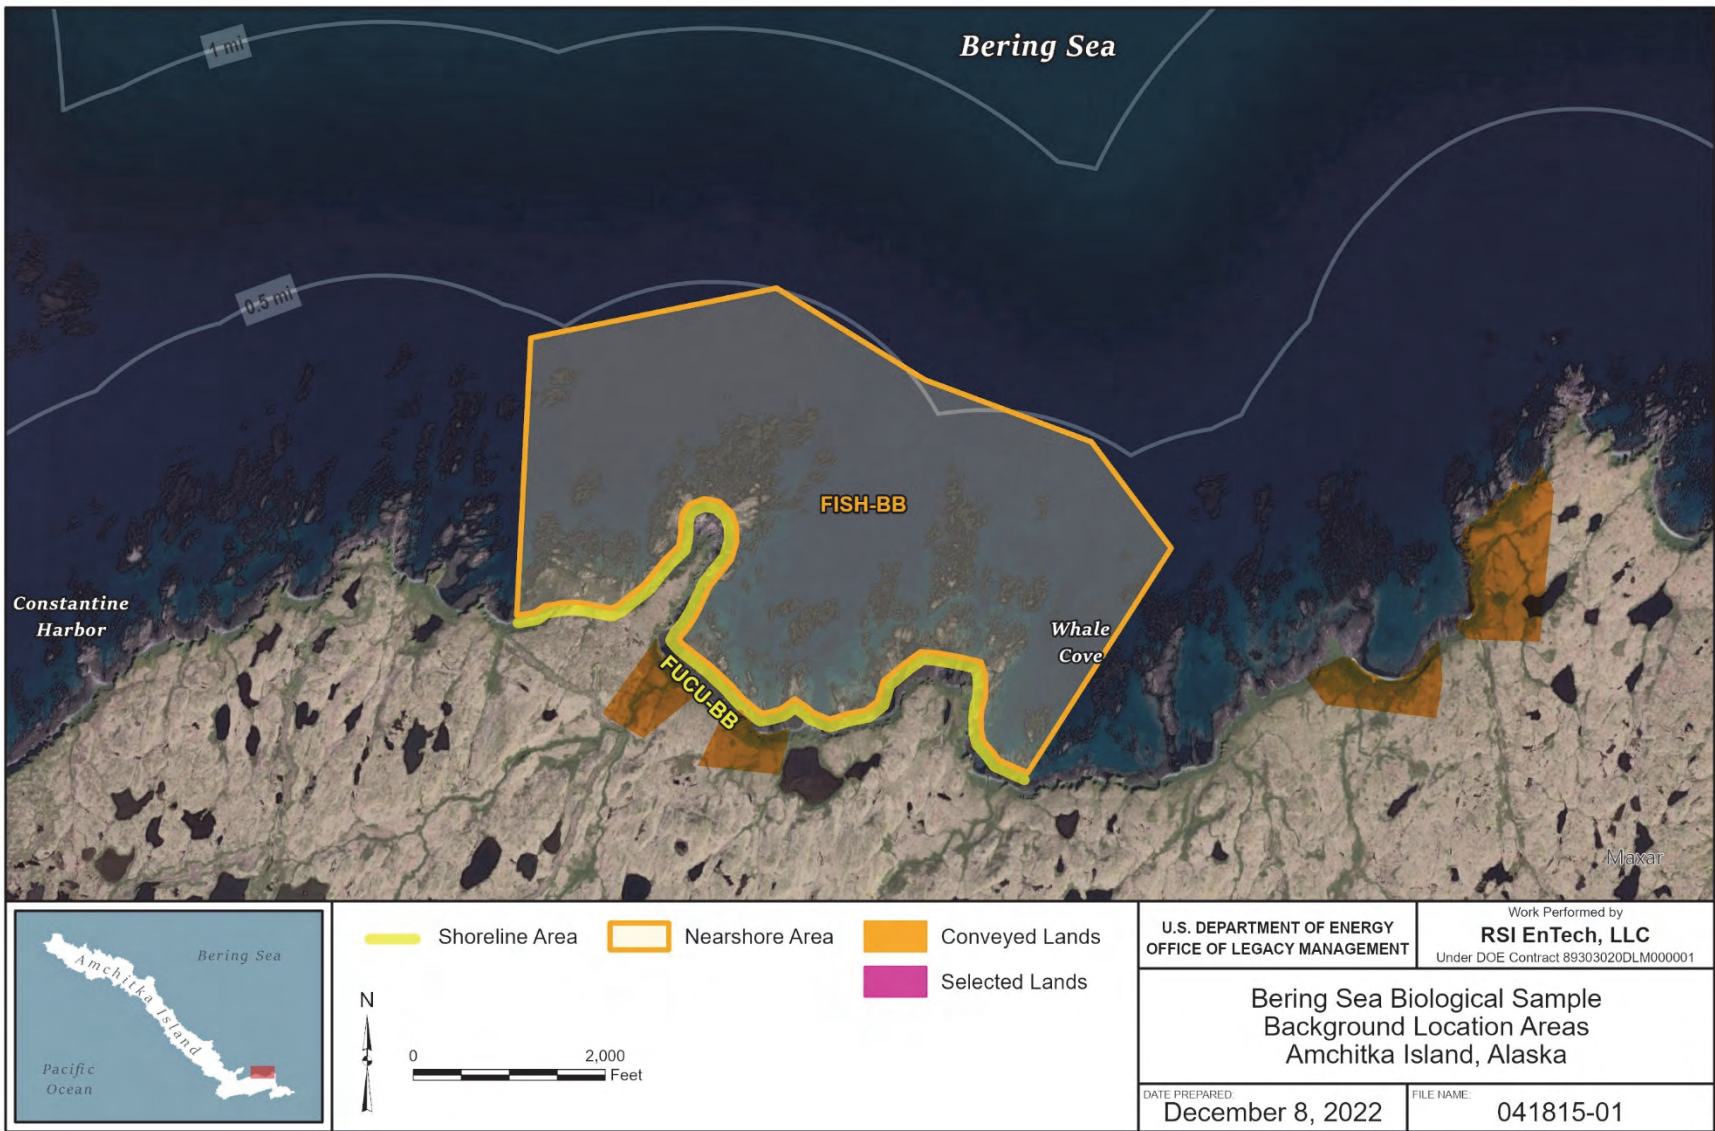 1 mi
Bering Sea
0.5 mi
FISH-BB
Constantine
Harbor
Whale
Cove
FUCU-BB
Maxar
Bering Sea
Amchitka Island
Pacific
Ocean
Shoreline Area
Nearshore Area
Conveyed Lands
Selected Lands
N
0 2,000
Feet
U.S. DEPARTMENT OF ENERGY
OFFICE OF LEGACY MANAGEMENT
Work Performed by
RSI EnTech, LLC
Under DOE Contract 89303020DLM000001
Bering Sea Biological Sample
Background Location Areas
Amchitka Island, Alaska
DATE PREPARED:
December 8, 2022
FILE NAME:
041815-01